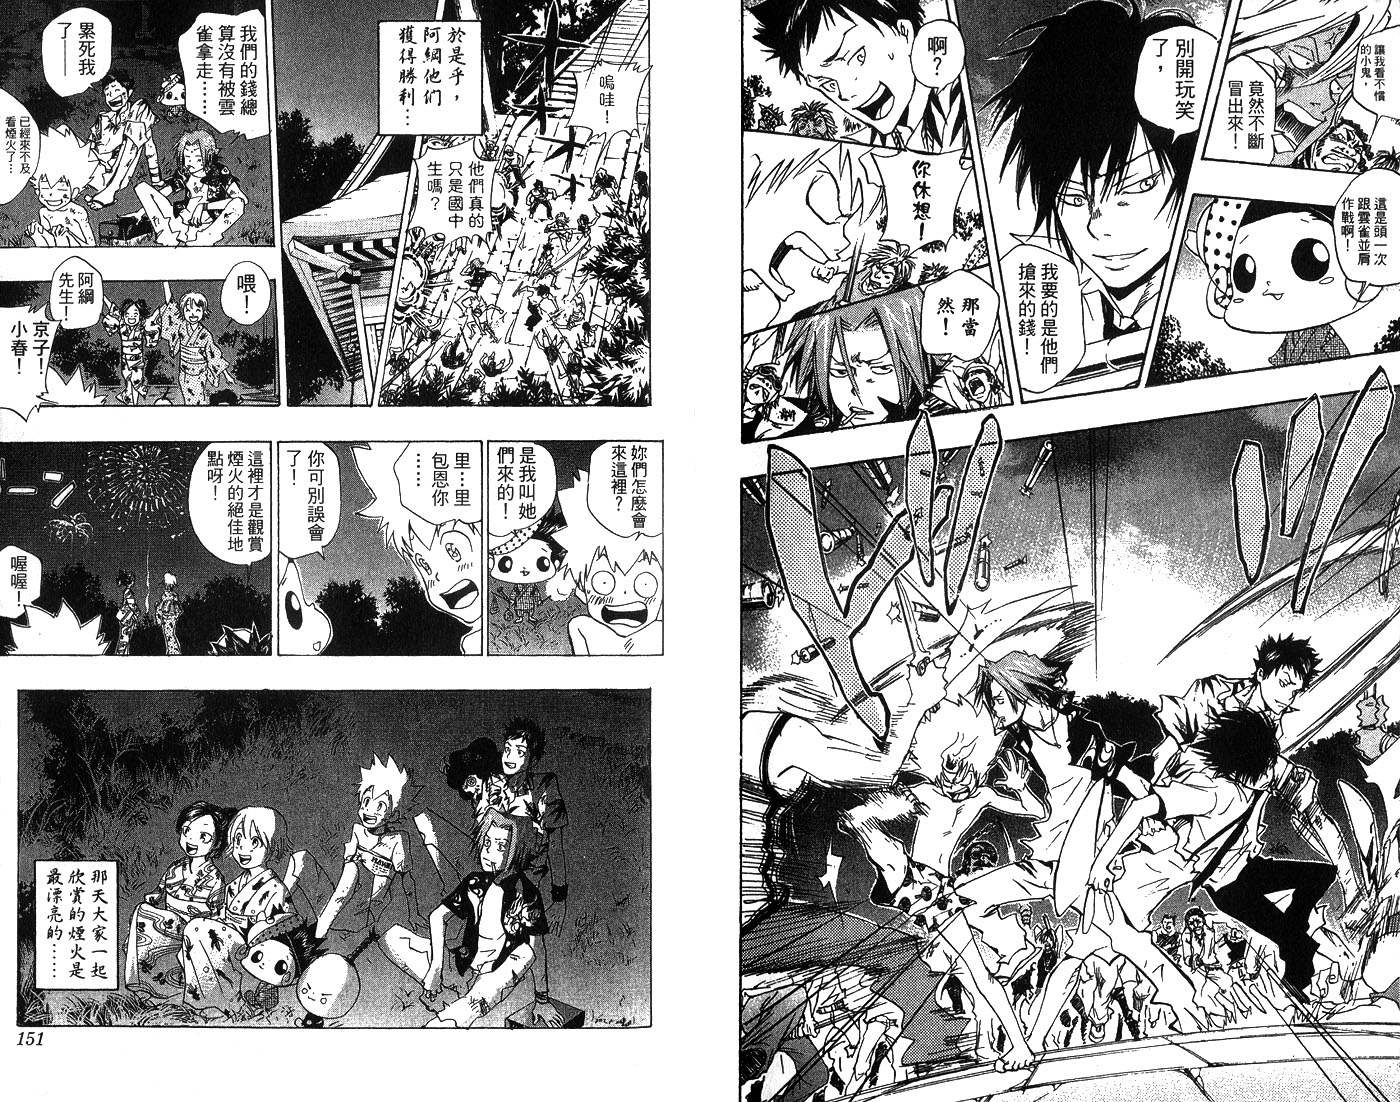 讓我看不慣
的小鬼，
竟然不斷
冒出來！
這是頭一次
跟雲雀並肩
作戰啊！
別開玩笑
了，
我要的是他們
搶來的錢！
啊？
你休想！
那當
然！
嗚哇！
他們真的
只是國中
生嗎？
於是乎，
阿綱他們
獲得勝利…
我們的錢總
算沒有被雲
雀拿走……
累死我
了——
已經來不及
看煙火了…
喂！
阿綱
先生！
京子！
小春！
妳們怎麼會
來這裡？
是我叫她
們來的！
里…里
包恩你
……
你可別誤會
了！
這裡才是觀賞
煙火的絕佳地
點呀！
喔喔！
ーン
那天大家一起
欣賞的煙火是
最漂亮的……
151